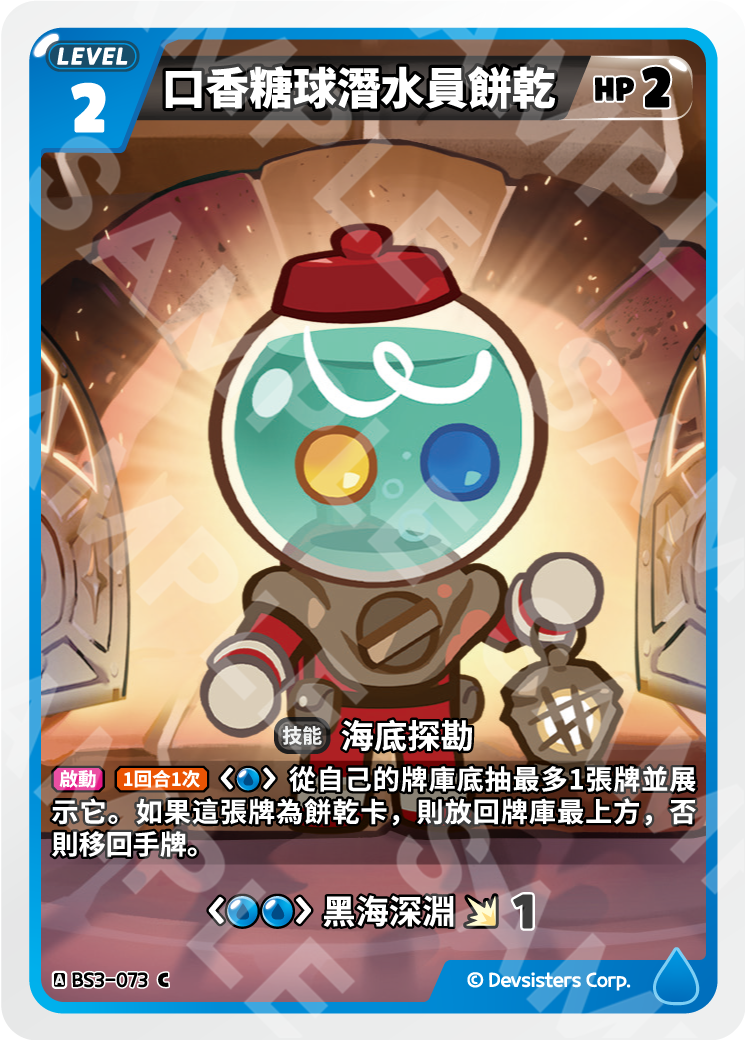 LEVEL
2
口香糖球潛水員餅乾
HP 2
技能 海底探勘
啟動 1回合1次 〈💧〉 從自己的牌庫底抽最多1張牌並展
示它。如果這張牌為餅乾卡，則放回牌庫最上方，否
則移回手牌。
〈💧💧〉 黑海深淵 1
A BS3-073 C
© Devsisters Corp.
SAMPLE SAMPLE SAMPLE